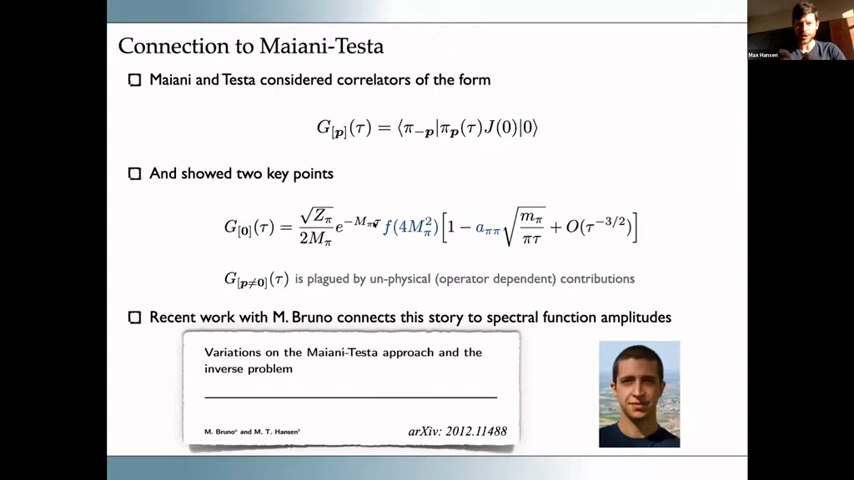 Connection to Maiani-Testa
Maiani and Testa considered correlators of the form
G_{[p]}(τ) = ⟨π_{−p}|π_p(τ)J(0)|0⟩
And showed two key points
G_{[0]}(τ) = \frac{\sqrt{Z_π}}{2M_π} e^{−M_π τ} f(4M_π^2) [1 − a_{ππ} \sqrt{\frac{m_π}{πτ}} + O(τ^{−3/2})]
G_{[p≠0]}(τ) is plagued by un-physical (operator dependent) contributions
Recent work with M. Bruno connects this story to spectral function amplitudes
Variations on the Maiani-Testa approach and the
inverse problem
M. Bruno^a and M. T. Hansen^b
arXiv: 2012.11488
Max Hansen